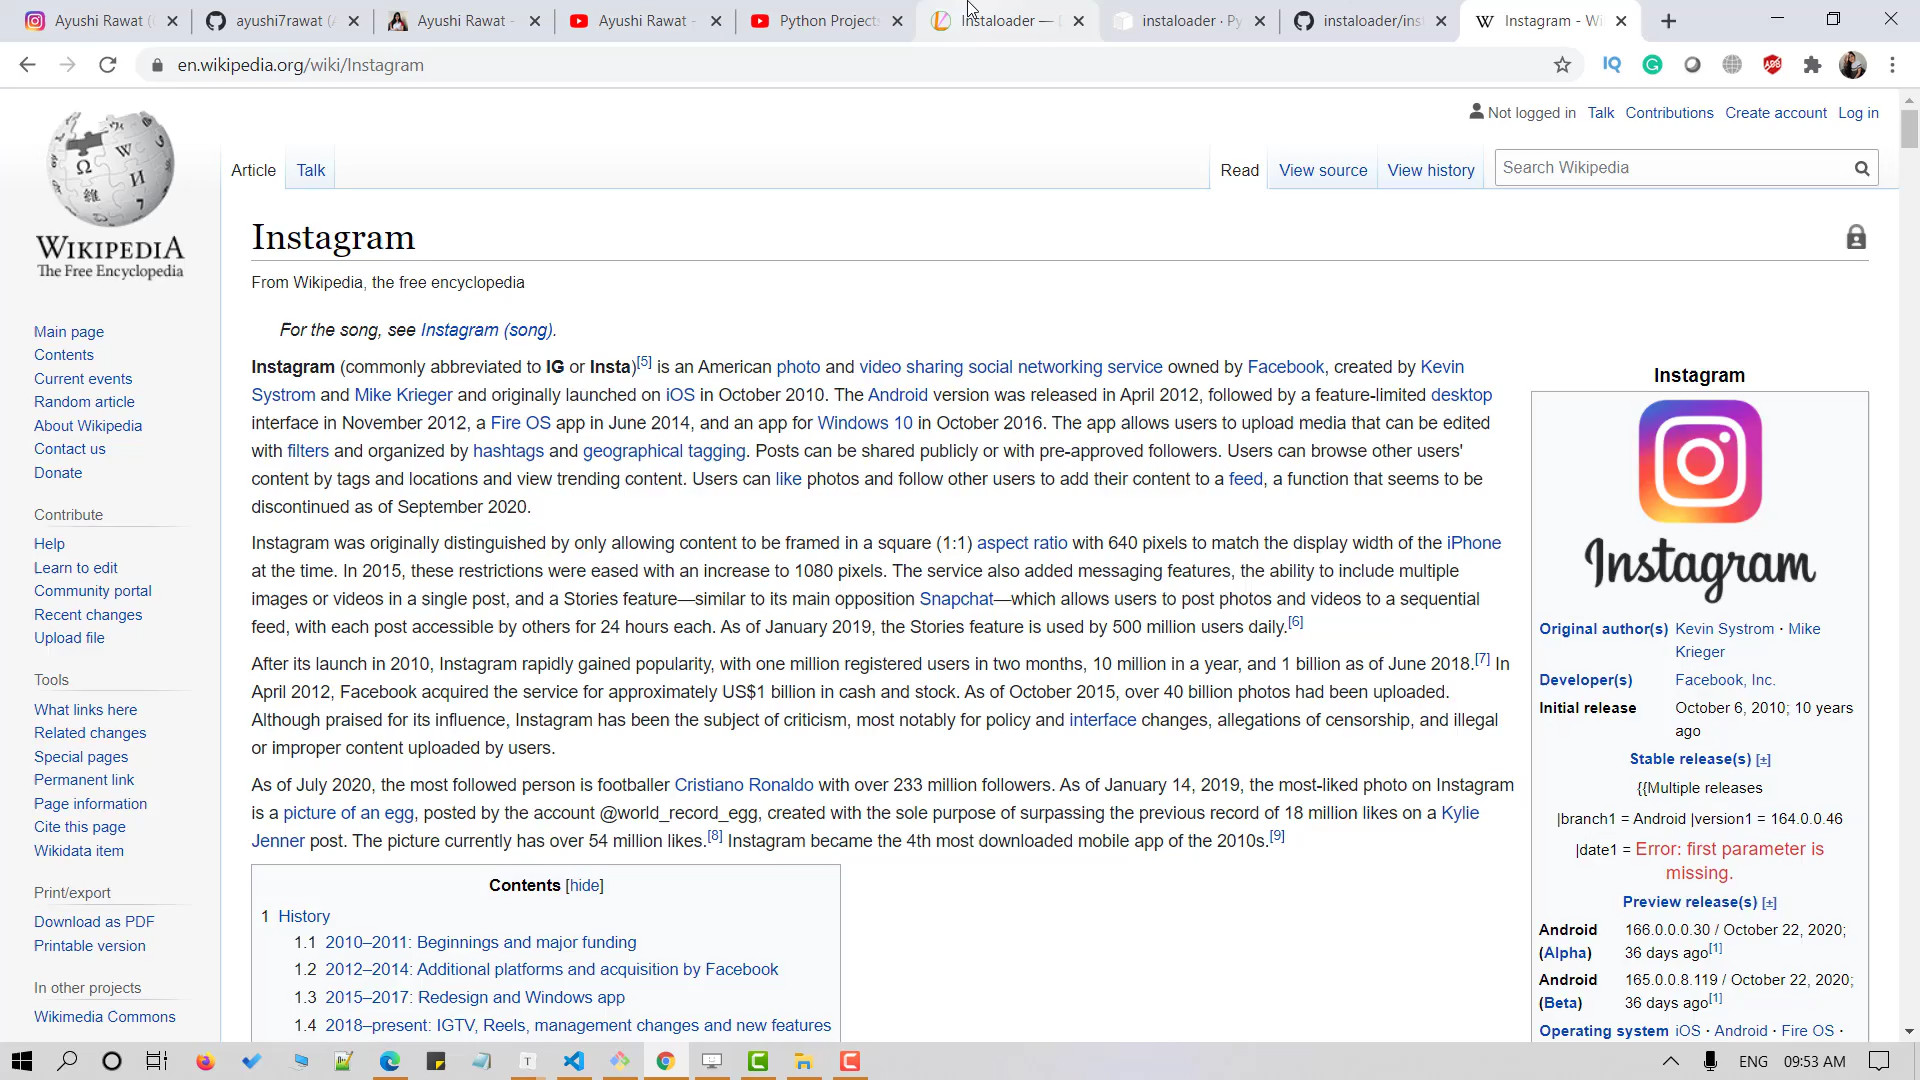 Ayushi Rawat (
ayushi7rawat (A
Ayushi Rawat -
Ayushi Rawat -
Python Projects
Instaloader —
instaloader · Py
instaloader/inst
Instagram - Wi
en.wikipedia.org/wiki/Instagram
Not logged in Talk Contributions Create account Log in
Article Talk Read View source View history Search Wikipedia
WIKIPEDIA
The Free Encyclopedia
Instagram
From Wikipedia, the free encyclopedia
For the song, see Instagram (song).
Instagram (commonly abbreviated to IG or Insta)[5] is an American photo and video sharing social networking service owned by Facebook, created by Kevin
Systrom and Mike Krieger and originally launched on iOS in October 2010. The Android version was released in April 2012, followed by a feature-limited desktop
interface in November 2012, a Fire OS app in June 2014, and an app for Windows 10 in October 2016. The app allows users to upload media that can be edited
with filters and organized by hashtags and geographical tagging. Posts can be shared publicly or with pre-approved followers. Users can browse other users'
content by tags and locations and view trending content. Users can like photos and follow other users to add their content to a feed, a function that seems to be
discontinued as of September 2020.
Instagram was originally distinguished by only allowing content to be framed in a square (1:1) aspect ratio with 640 pixels to match the display width of the iPhone
at the time. In 2015, these restrictions were eased with an increase to 1080 pixels. The service also added messaging features, the ability to include multiple
images or videos in a single post, and a Stories feature—similar to its main opposition Snapchat—which allows users to post photos and videos to a sequential
feed, with each post accessible by others for 24 hours each. As of January 2019, the Stories feature is used by 500 million users daily.[6]
After its launch in 2010, Instagram rapidly gained popularity, with one million registered users in two months, 10 million in a year, and 1 billion as of June 2018.[7] In
April 2012, Facebook acquired the service for approximately US$1 billion in cash and stock. As of October 2015, over 40 billion photos had been uploaded.
Although praised for its influence, Instagram has been the subject of criticism, most notably for policy and interface changes, allegations of censorship, and illegal
or improper content uploaded by users.
As of July 2020, the most followed person is footballer Cristiano Ronaldo with over 233 million followers. As of January 14, 2019, the most-liked photo on Instagram
is a picture of an egg, posted by the account @world_record_egg, created with the sole purpose of surpassing the previous record of 18 million likes on a Kylie
Jenner post. The picture currently has over 54 million likes.[8] Instagram became the 4th most downloaded mobile app of the 2010s.[9]
Contents [hide]
1 History
1.1 2010–2011: Beginnings and major funding
1.2 2012–2014: Additional platforms and acquisition by Facebook
1.3 2015–2017: Redesign and Windows app
1.4 2018–present: IGTV, Reels, management changes and new features
Main page
Contents
Current events
Random article
About Wikipedia
Contact us
Donate
Contribute
Help
Learn to edit
Community portal
Recent changes
Upload file
Tools
What links here
Related changes
Special pages
Permanent link
Page information
Cite this page
Wikidata item
Print/export
Download as PDF
Printable version
In other projects
Wikimedia Commons
Instagram
Instagram
Original author(s) Kevin Systrom · Mike
Krieger
Developer(s) Facebook, Inc.
Initial release October 6, 2010; 10 years
ago
Stable release(s) [±]
{{Multiple releases
|branch1 = Android |version1 = 164.0.0.46
|date1 = Error: first parameter is
missing.
Preview release(s) [±]
Android 166.0.0.0.30 / October 22, 2020;
(Alpha) 36 days ago[1]
Android 165.0.0.8.119 / October 22, 2020;
(Beta) 36 days ago[1]
Operating system iOS · Android · Fire OS ·
ENG 09:53 AM